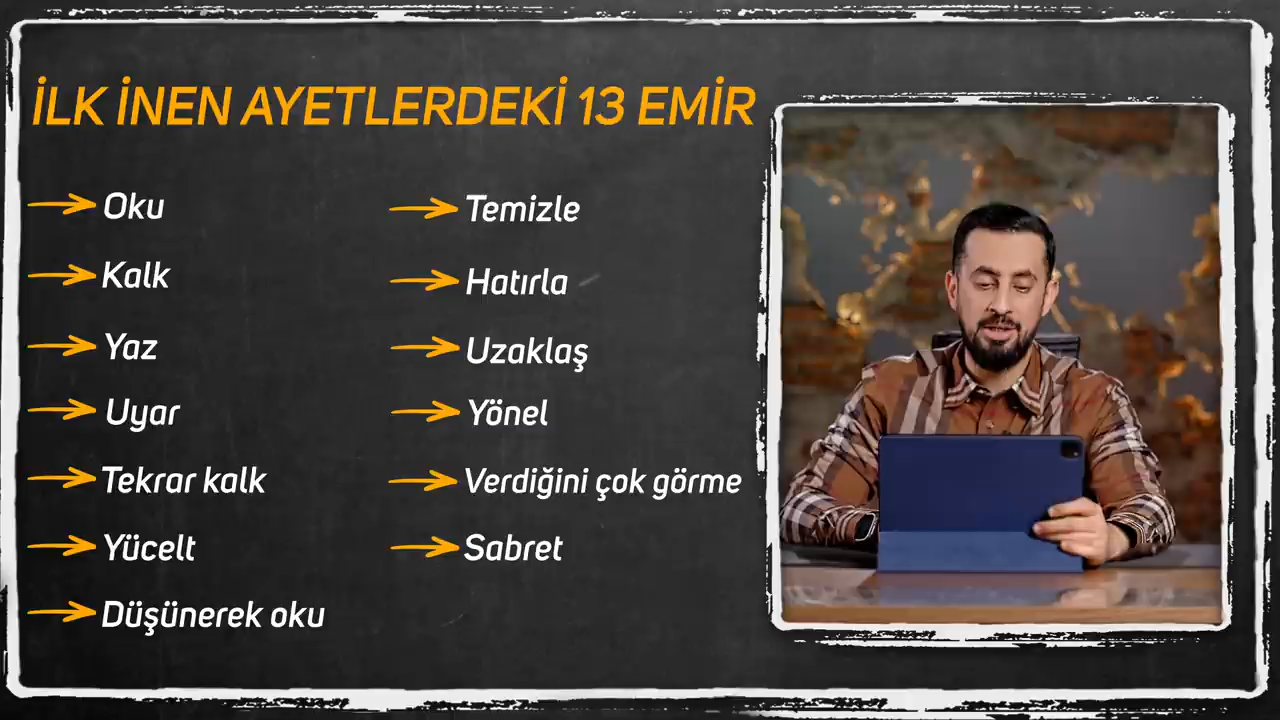 İLK İNEN AYETLERDEKİ 13 EMİR
Oku
Kalk
Yaz
Uyar
Tekrar kalk
Yücelt
Düşünerek oku
Temizle
Hatırla
Uzaklaş
Yönel
Verdiğini çok görme
Sabret